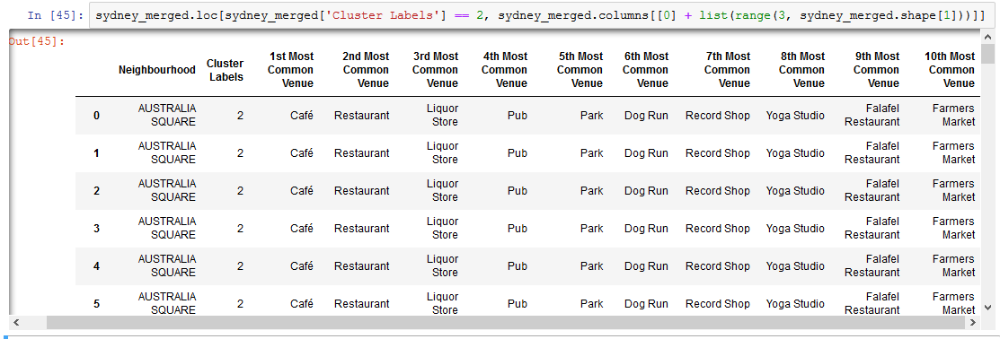 In [45]: sydney_merged.loc[sydney_merged['Cluster Labels'] == 2, sydney_merged.columns[[0] + list(range(3, sydney_merged.shape[1]))]]
Out[45]:
Neighbourhood Cluster Labels 1st Most Common Venue 2nd Most Common Venue 3rd Most Common Venue 4th Most Common Venue 5th Most Common Venue 6th Most Common Venue 7th Most Common Venue 8th Most Common Venue 9th Most Common Venue 10th Most Common Venue
0 AUSTRALIA SQUARE 2 Café Restaurant Liquor Store Pub Park Dog Run Record Shop Yoga Studio Falafel Restaurant Farmers Market
1 AUSTRALIA SQUARE 2 Café Restaurant Liquor Store Pub Park Dog Run Record Shop Yoga Studio Falafel Restaurant Farmers Market
2 AUSTRALIA SQUARE 2 Café Restaurant Liquor Store Pub Park Dog Run Record Shop Yoga Studio Falafel Restaurant Farmers Market
3 AUSTRALIA SQUARE 2 Café Restaurant Liquor Store Pub Park Dog Run Record Shop Yoga Studio Falafel Restaurant Farmers Market
4 AUSTRALIA SQUARE 2 Café Restaurant Liquor Store Pub Park Dog Run Record Shop Yoga Studio Falafel Restaurant Farmers Market
5 AUSTRALIA SQUARE 2 Café Restaurant Liquor Store Pub Park Dog Run Record Shop Yoga Studio Falafel Restaurant Farmers Market